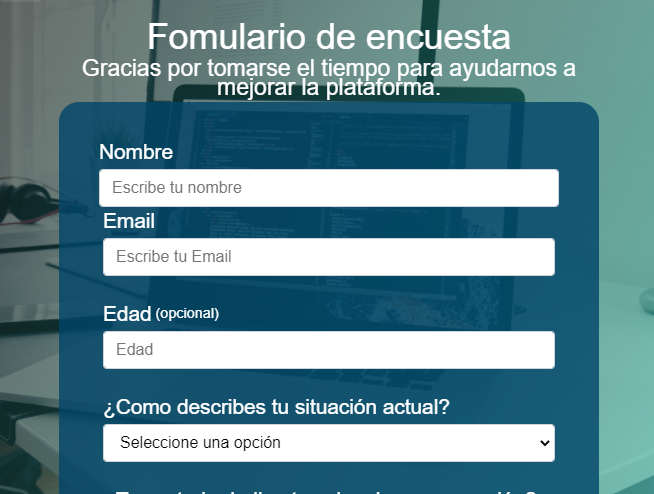 Fomulario de encuesta
Gracias por tomarse el tiempo para ayudarnos a
mejorar la plataforma.
Nombre
Escribe tu nombre
Email
Escribe tu Email
Edad (opcional)
Edad
¿Como describes tu situación actual?
Seleccione una opción